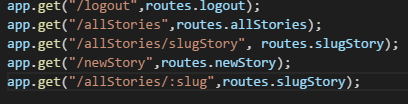 app.get("/logout",routes.logout);
app.get("/allStories",routes.allStories);
app.get("/allStories/slugStory", routes.slugStory);
app.get("/newStory",routes.newStory);
app.get("/allStories/:slug",routes.slugStory);